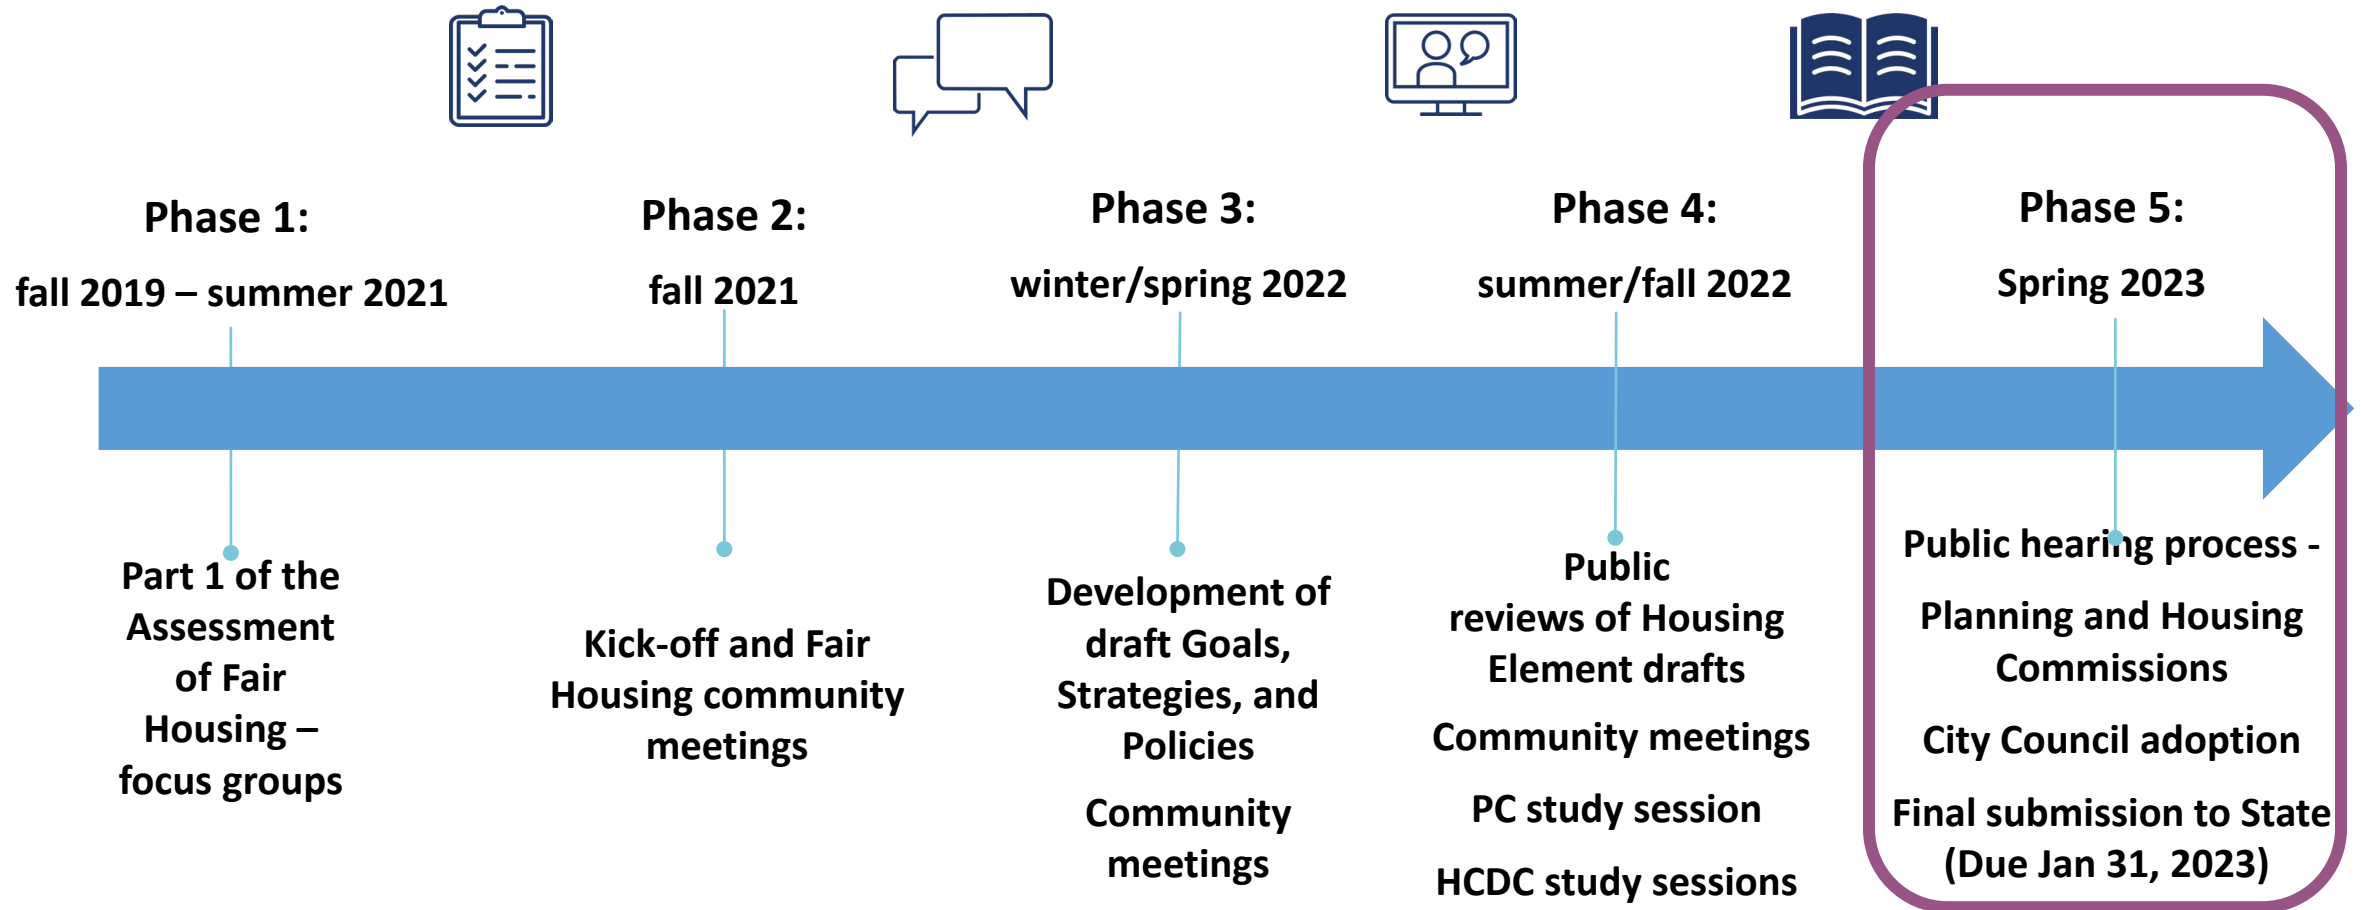 Phase 1:
fall 2019 – summer 2021
Part 1 of the
Assessment
of Fair
Housing –
focus groups
Phase 2:
fall 2021
Kick-off and Fair
Housing community
meetings
Phase 3:
winter/spring 2022
Development of
draft Goals,
Strategies, and
Policies
Community
meetings
Phase 4:
summer/fall 2022
Public
reviews of Housing
Element drafts
Community meetings
PC study session
HCDC study sessions
Phase 5:
Spring 2023
Public hearing process -
Planning and Housing
Commissions
City Council adoption
Final submission to State
(Due Jan 31, 2023)